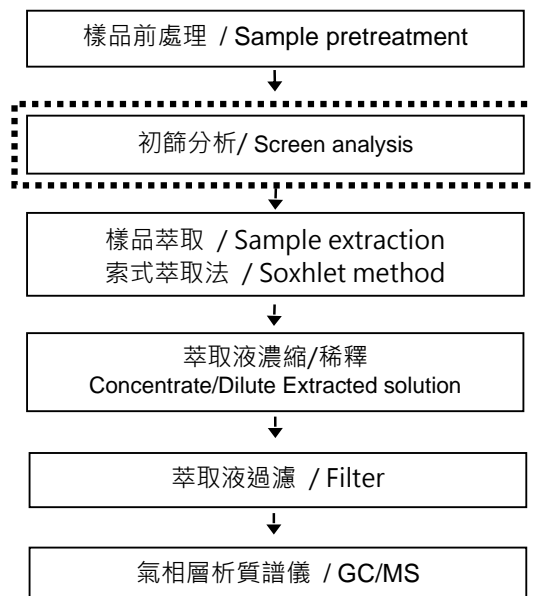 樣品前處理 / Sample pretreatment
初篩分析/ Screen analysis
樣品萃取 / Sample extraction
索式萃取法 / Soxhlet method
萃取液濃縮/稀釋
Concentrate/Dilute Extracted solution
萃取液過濾 / Filter
氣相層析質譜儀 / GC/MS